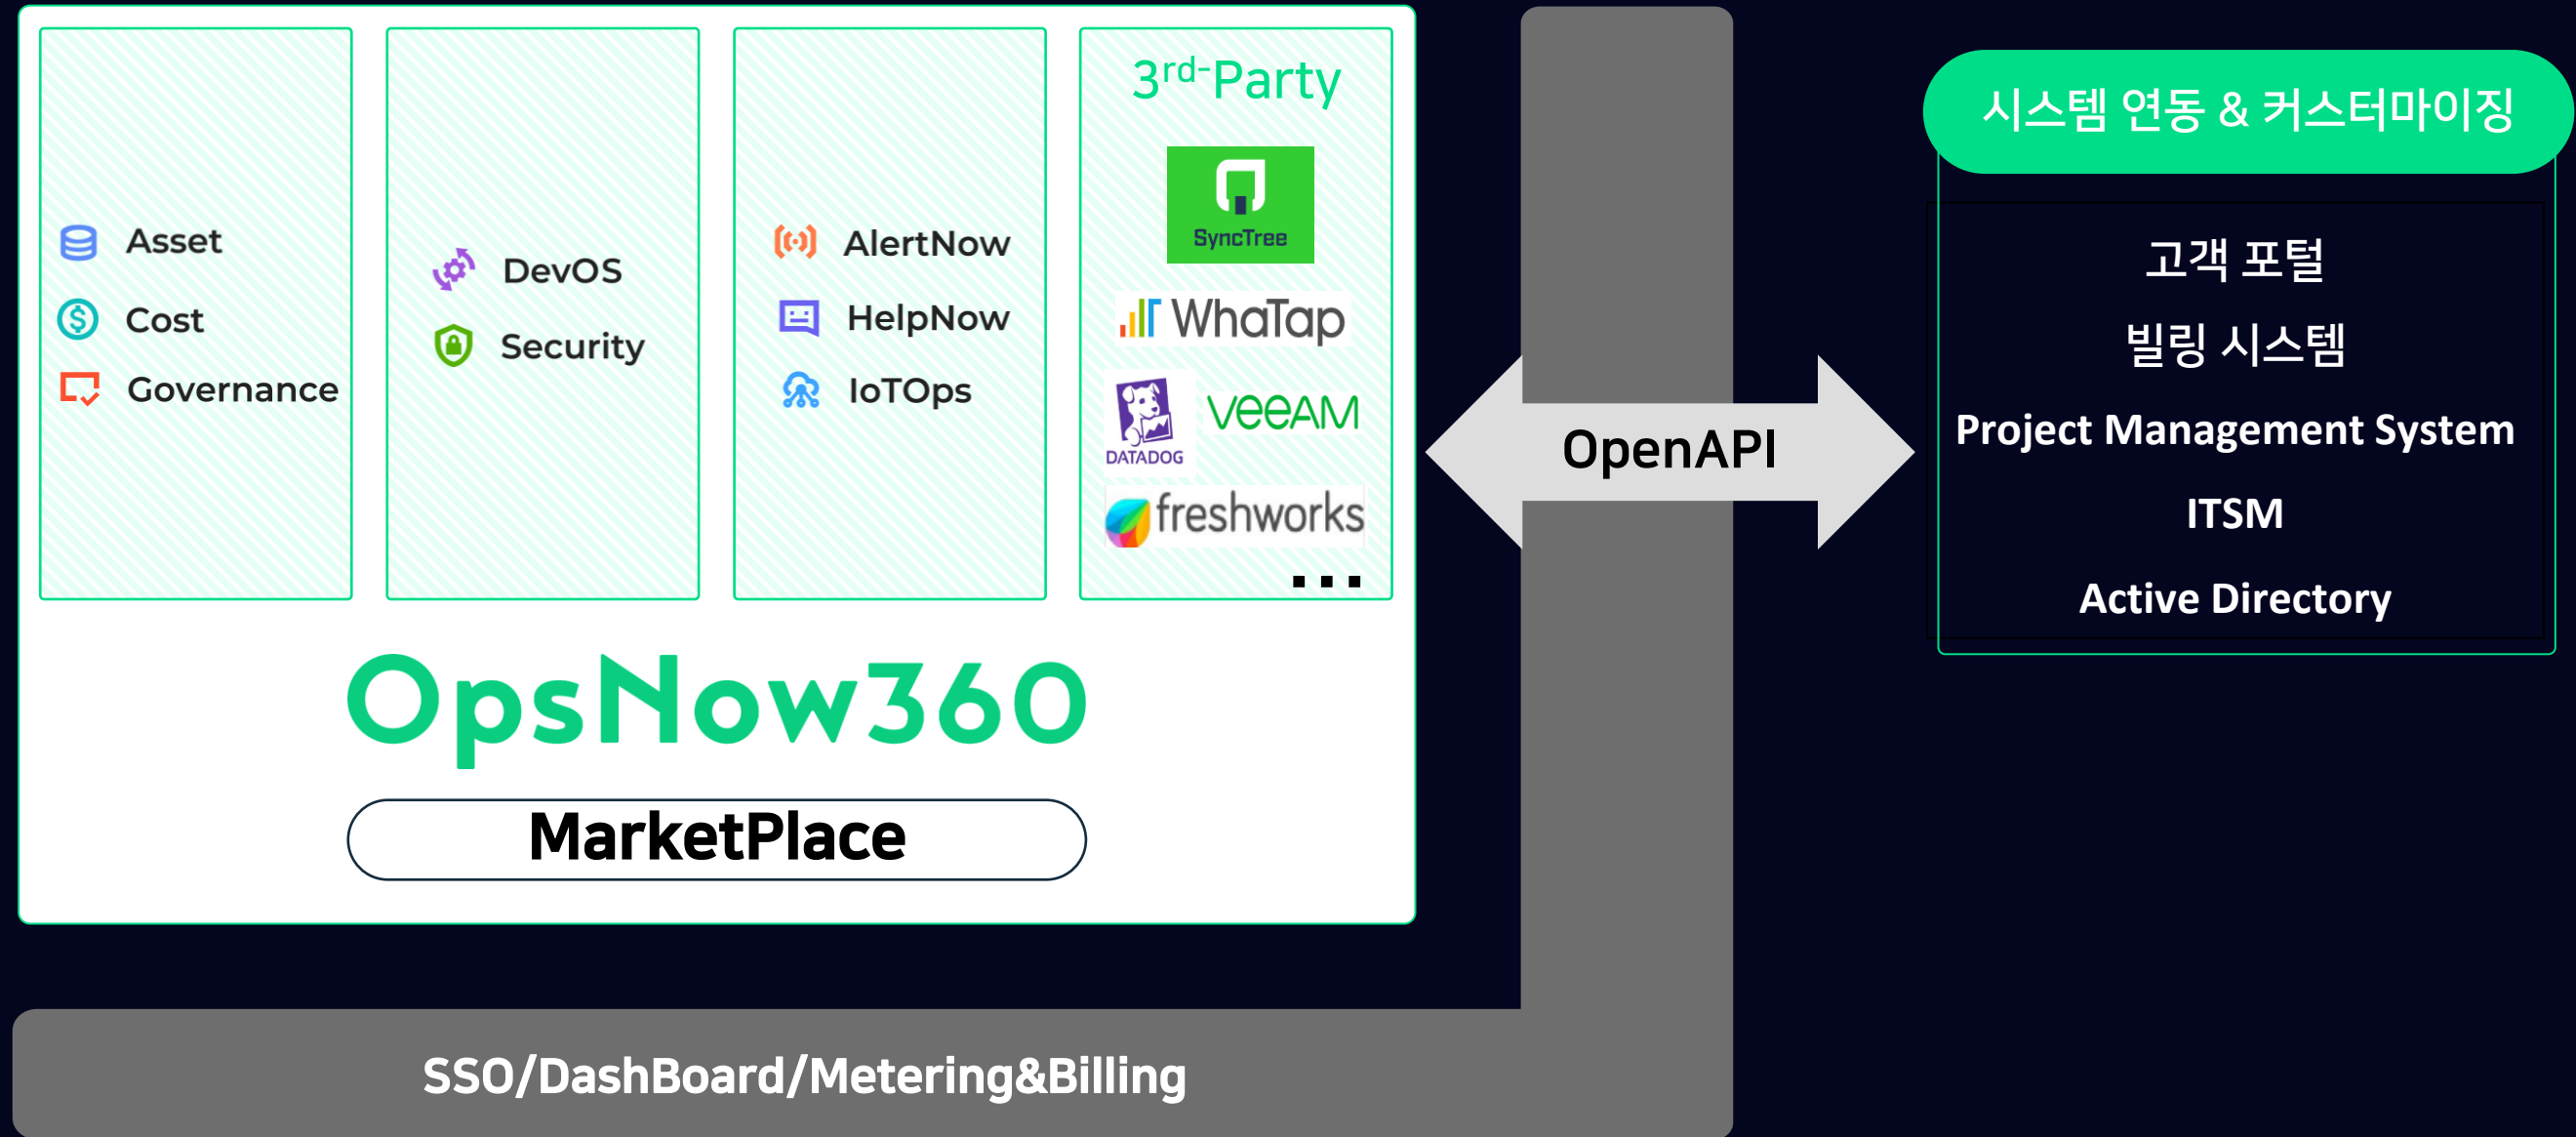 Asset
Cost
Governance
DevOS
Security
AlertNow
HelpNow
IoTOps
3rd-Party
SyncTree
WhaTap
DATADOG
veeAM
freshworks
...
OpsNow360
MarketPlace
OpenAPI
시스템 연동 & 커스터마이징
고객 포털
빌링 시스템
Project Management System
ITSM
Active Directory
SSO/DashBoard/Metering&Billing